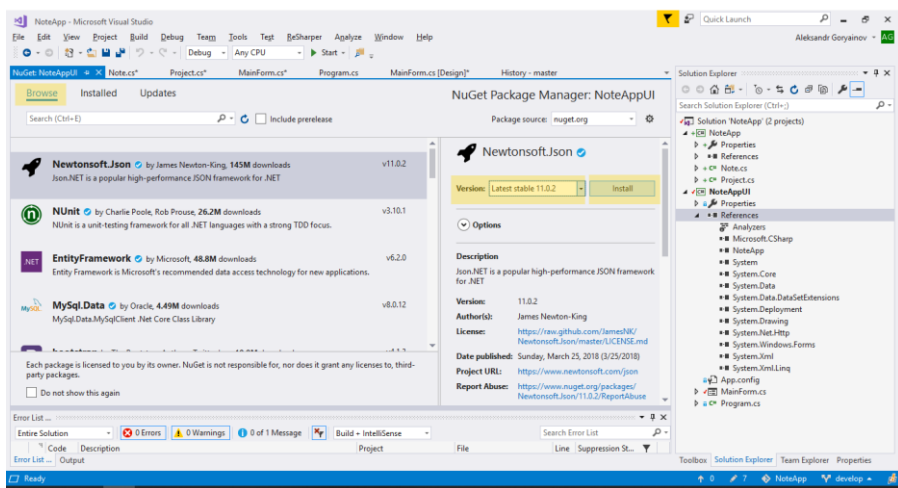 NoteApp - Microsoft Visual Studio
Quick Launch
File Edit View Project Build Debug Team Tools Test ReSharper Analyze Window Help
Aleksandr Goryainov AG
Debug Any CPU Start
NuGet: NoteAppUI Note.cs* Project.cs* MainForm.cs* Program.cs MainForm.cs [Design]* History - master
Browse Installed Updates
NuGet Package Manager: NoteAppUI
Search (Ctrl+E)
Include prerelease
Package source: nuget.org
Newtonsoft.Json by James Newton-King, 145M downloads v11.0.2
Json.NET is a popular high-performance JSON framework for .NET
NUnit by Charlie Poole, Rob Prouse, 26.2M downloads v3.10.1
NUnit is a unit-testing framework for all .NET languages with a strong TDD focus.
.NET
EntityFramework by Microsoft, 48.8M downloads v6.2.0
Entity Framework is Microsoft's recommended data access technology for new applications.
MySQL
MySql.Data by Oracle, 4.49M downloads v8.0.12
MySql.Data.MySqlClient .Net Core Class Library
Each package is licensed to you by its owner. NuGet is not responsible for, nor does it grant any licenses to, third-
party packages.
Do not show this again
Newtonsoft.Json
Version: Latest stable 11.0.2 Install
Options
Description
Json.NET is a popular high-performance JSON framework
for .NET
Version: 11.0.2
Author(s): James Newton-King
License: https://raw.github.com/JamesNK/
Newtonsoft.Json/master/LICENSE.md
Date published: Sunday, March 25, 2018 (3/25/2018)
Project URL: https://www.newtonsoft.com/json
Report Abuse: https://www.nuget.org/packages/
Newtonsoft.Json/11.0.2/ReportAbuse
Solution Explorer
Search Solution Explorer (Ctrl+;)
Solution 'NoteApp' (2 projects)
NoteApp
Properties
References
Note.cs
Project.cs
NoteAppUI
Properties
References
Analyzers
Microsoft.CSharp
NoteApp
System
System.Core
System.Data
System.Data.DataSetExtensions
System.Deployment
System.Drawing
System.Net.Http
System.Windows.Forms
System.Xml
System.Xml.Linq
App.config
MainForm.cs
Program.cs
Error List ...
Entire Solution 0 Errors 0 Warnings 0 of 1 Message Build + IntelliSense Search Error List
Code Description Project File Line Suppression St...
Error List ... Output
Toolbox Solution Explorer Team Explorer Properties
Ready
0 7 NoteApp develop